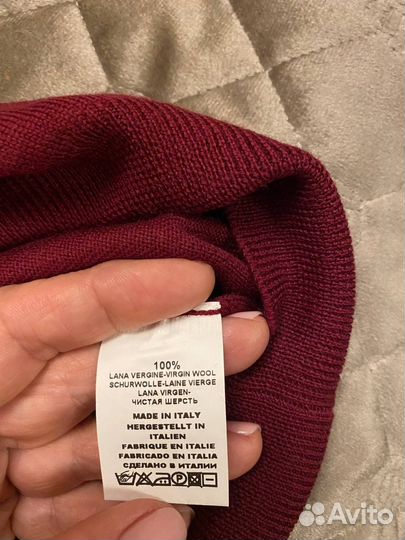 100%
LANA VERGINE-VIRGIN WOOL
SCHURWOLLE-LAINE VIERGE
LANA VIRGEN-
ЧИСТАЯ ШЕРСТЬ
MADE IN ITALY
HERGESTELLT IN
ITALIEN
FABRIQUE EN ITALIE
FABRICADO EN ITALIA
СДЕЛАНО В ИТАЛИИ
P
Avito